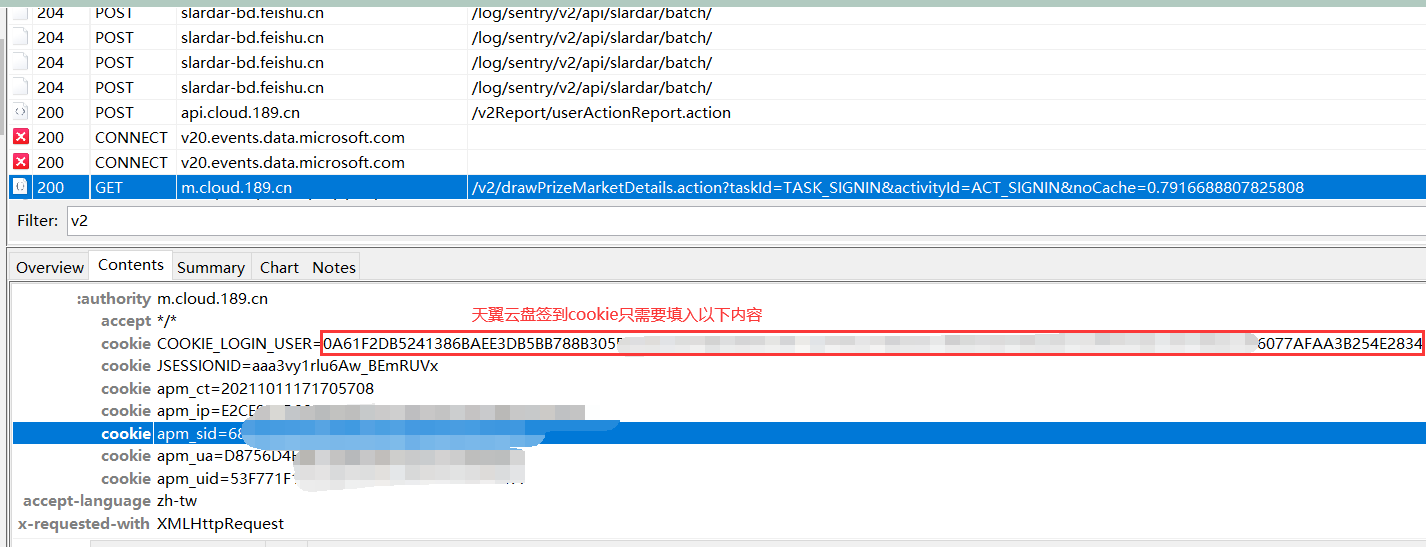 204 POST slardar-bd.feishu.cn /log/sentry/v2/api/slardar/batch/
204 POST slardar-bd.feishu.cn /log/sentry/v2/api/slardar/batch/
204 POST slardar-bd.feishu.cn /log/sentry/v2/api/slardar/batch/
204 POST slardar-bd.feishu.cn /log/sentry/v2/api/slardar/batch/
200 POST api.cloud.189.cn /v2Report/userActionReport.action
200 CONNECT v20.events.data.microsoft.com
200 CONNECT v20.events.data.microsoft.com
200 GET m.cloud.189.cn /v2/drawPrizeMarketDetails.action?taskId=TASK_SIGNIN&activityId=ACT_SIGNIN&noCache=0.7916688807825808
Filter: v2
Overview Contents Summary Chart Notes
:authority m.cloud.189.cn
天翼云盘签到cookie只需要填入以下内容
accept */*
cookie COOKIE_LOGIN_USER=0A61F2DB5241386BAEE3DB5BB788B305 6077AFAA3B254E2834
cookie JSESSIONID=aaa3vy1rlu6Aw_BEmRUVx
cookie apm_ct=20211011171705708
cookie apm_ip=E2CE
cookie apm_sid=68
cookie apm_ua=D8756D4
cookie apm_uid=53F771F
accept-language zh-tw
x-requested-with XMLHttpRequest